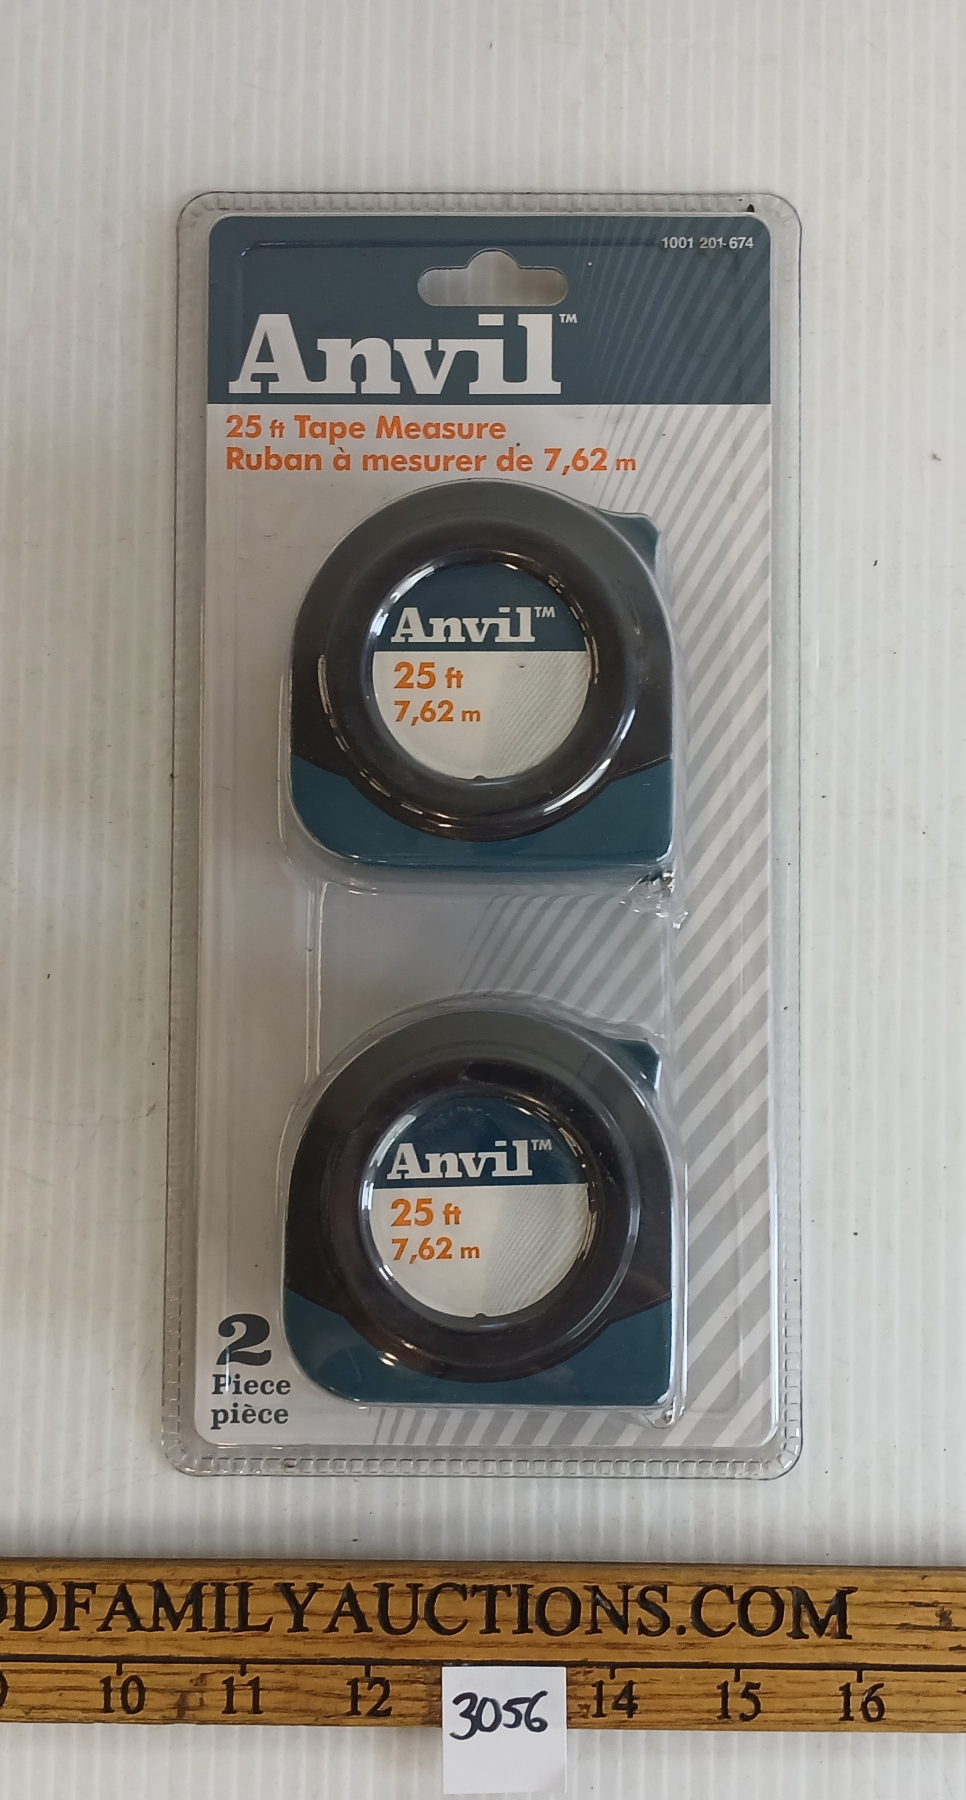 1001 201-674
Anvil™
25 ft Tape Measure
Ruban à mesurer de 7,62 m
Anvil™
25 ft
7,62 m
Anvil™
25 ft
7,62 m
2
Piece
pièce
DFAMILYAUCTIONS.COM
10 11 12 14 15 16
3056